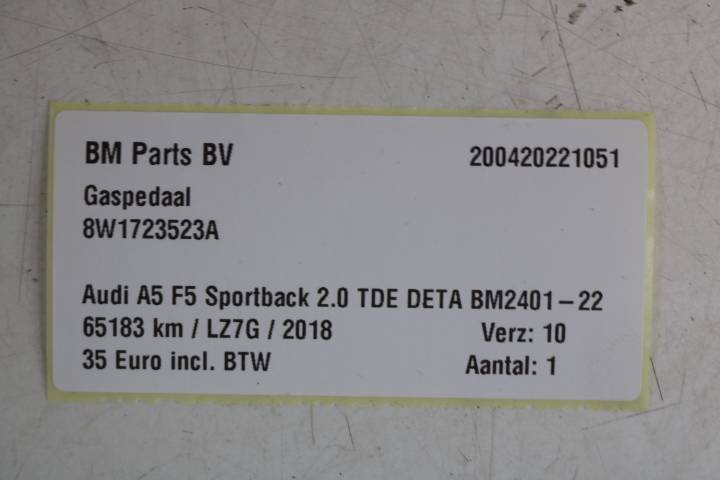 BM Parts BV 200420221051
Gaspedaal
8W1723523A
Audi A5 F5 Sportback 2.0 TDE DETA BM2401-22
65183 km / LZ7G / 2018 Verz: 10
35 Euro incl. BTW Aantal: 1